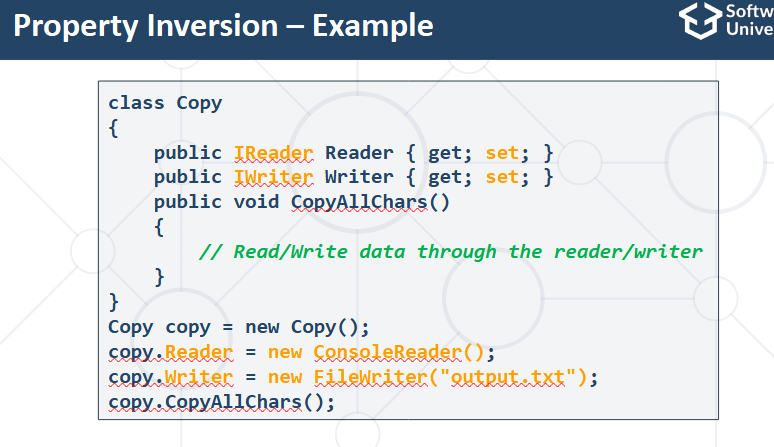 Property Inversion – Example
Softw
Unive
class Copy
{
public IReader Reader { get; set; }
public IWriter Writer { get; set; }
public void CopyAllChars()
{
// Read/Write data through the reader/writer
}
}
Copy copy = new Copy();
copy.Reader = new ConsoleReader();
copy.Writer = new FileWriter("output.txt");
copy.CopyAllChars();